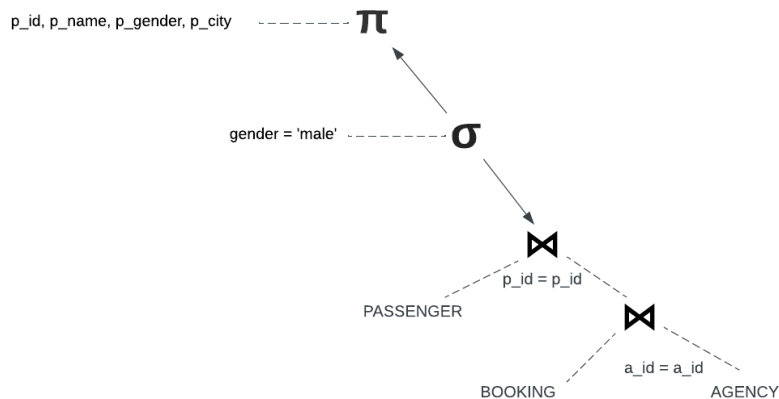 p_id, p_name, p_gender, p_city
π
gender = 'male'
σ
⋈
p_id = p_id
PASSENGER
⋈
a_id = a_id
BOOKING
AGENCY